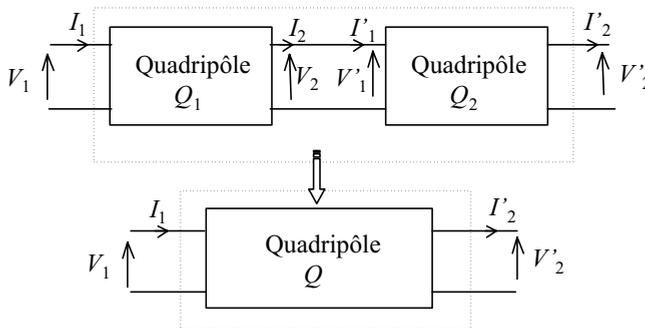 I₁ I₂ I'₁ I'₂
V₁ Quadripôle Q₁ V₂ V'₁ Quadripôle Q₂ V'₂
I₁ I'₂
V₁ Quadripôle Q V'₂